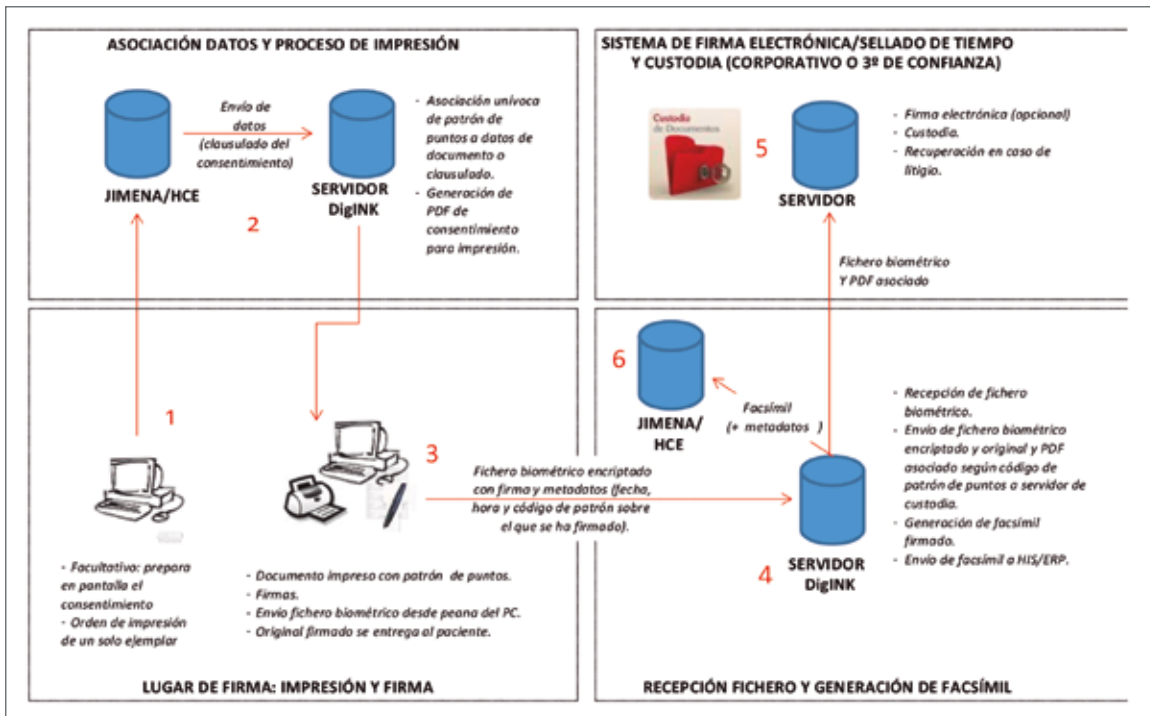 ASOCIACIÓN DATOS Y PROCESO DE IMPRESIÓN
Envío de
datos
(clausulado del
consentimiento)
JIMENA/HCE
2
SERVIDOR
DigINK
- Asociación unívoca
de patrón de
puntos a datos de
documento o
clausulado.
- Generación de
PDF de
consentimiento
para impresión.
SISTEMA DE FIRMA ELECTRÓNICA/SELLADO DE TIEMPO
Y CUSTODIA (CORPORATIVO O 3º DE CONFIANZA)
Custodia
de Documentos
5
SERVIDOR
- Firma electrónica (opcional)
- Custodia.
- Recuperación en caso de
litigio.
Fichero biométrico
Y PDF asociado
1
- Facultativo: prepara
en pantalla el
consentimiento
- Orden de impresión
de un solo ejemplar
3
- Documento impreso con patrón de puntos.
- Firmas.
- Envío fichero biométrico desde peana del PC.
- Original firmado se entrega al paciente.
LUGAR DE FIRMA: IMPRESIÓN Y FIRMA
Fichero biométrico encriptado
con firma y metadatos (fecha,
hora y código de patrón sobre
el que se ha firmado).
6
JIMENA/
HCE
Facsímil
(+ metadatos )
4
SERVIDOR
DigINK
- Recepción de fichero
biométrico.
- Envío de fichero biométrico
encriptado y original y PDF
asociado según código de
patrón de puntos a servidor de
custodia.
- Generación de facsímil
firmado.
- Envío de facsímil a HIS/ERP.
RECEPCIÓN FICHERO Y GENERACIÓN DE FACSÍMIL